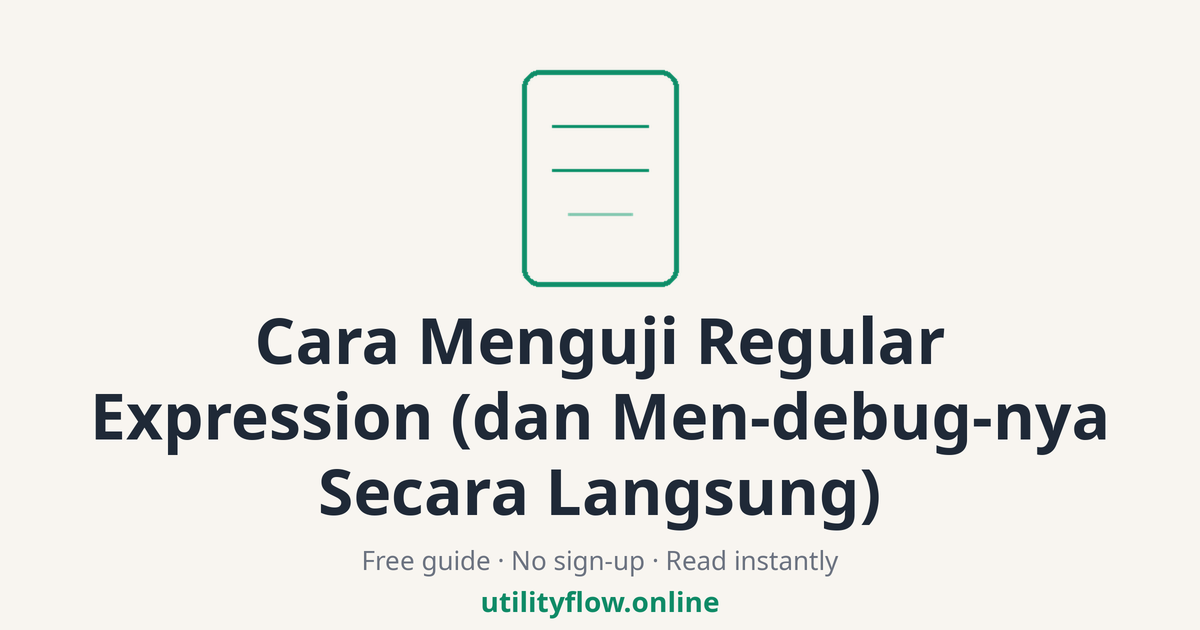 Cara Menguji Regular
Expression (dan Men-debug-nya
Secara Langsung)
Free guide · No sign-up · Read instantly
utilityflow.online